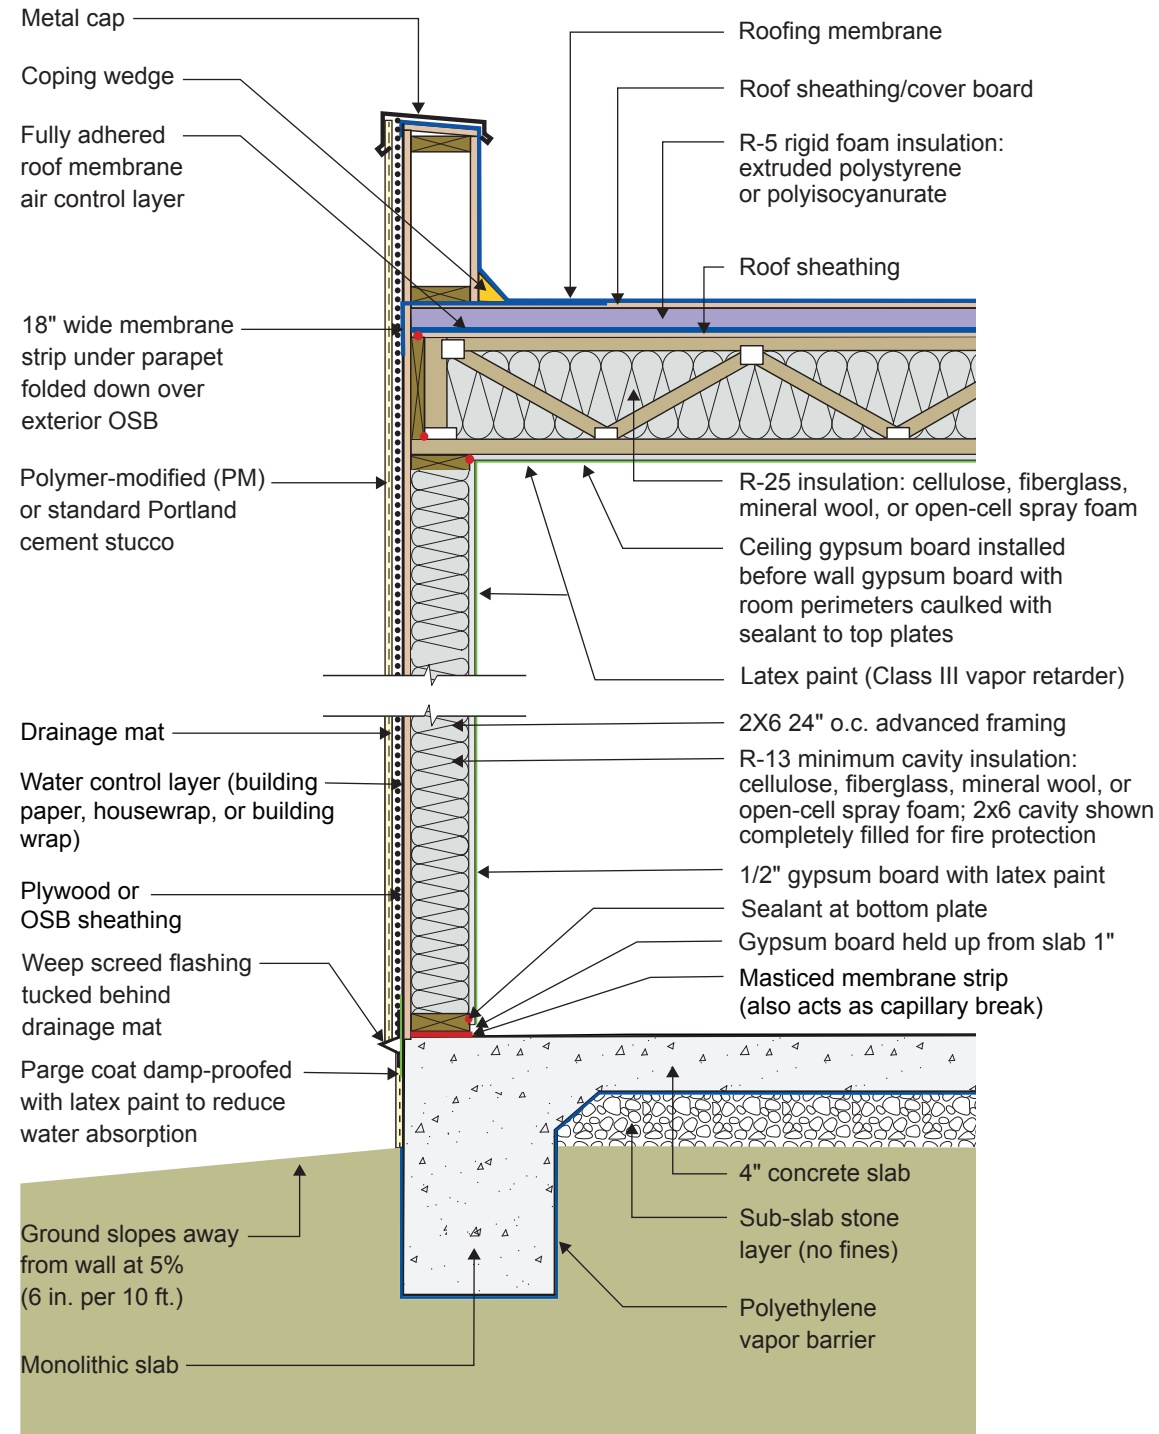 Metal cap
Coping wedge
Fully adhered
roof membrane
air control layer
18" wide membrane
strip under parapet
folded down over
exterior OSB
Polymer-modified (PM)
or standard Portland
cement stucco
Drainage mat
Water control layer (building
paper, housewrap, or building
wrap)
Plywood or
OSB sheathing
Weep screed flashing
tucked behind
drainage mat
Parge coat damp-proofed
with latex paint to reduce
water absorption
Ground slopes away
from wall at 5%
(6 in. per 10 ft.)
Monolithic slab
Roofing membrane
Roof sheathing/cover board
R-5 rigid foam insulation:
extruded polystyrene
or polyisocyanurate
Roof sheathing
R-25 insulation: cellulose, fiberglass,
mineral wool, or open-cell spray foam
Ceiling gypsum board installed
before wall gypsum board with
room perimeters caulked with
sealant to top plates
Latex paint (Class III vapor retarder)
2X6 24" o.c. advanced framing
R-13 minimum cavity insulation:
cellulose, fiberglass, mineral wool, or
open-cell spray foam; 2x6 cavity shown
completely filled for fire protection
1/2" gypsum board with latex paint
Sealant at bottom plate
Gypsum board held up from slab 1"
Masticed membrane strip
(also acts as capillary break)
4" concrete slab
Sub-slab stone
layer (no fines)
Polyethylene
vapor barrier